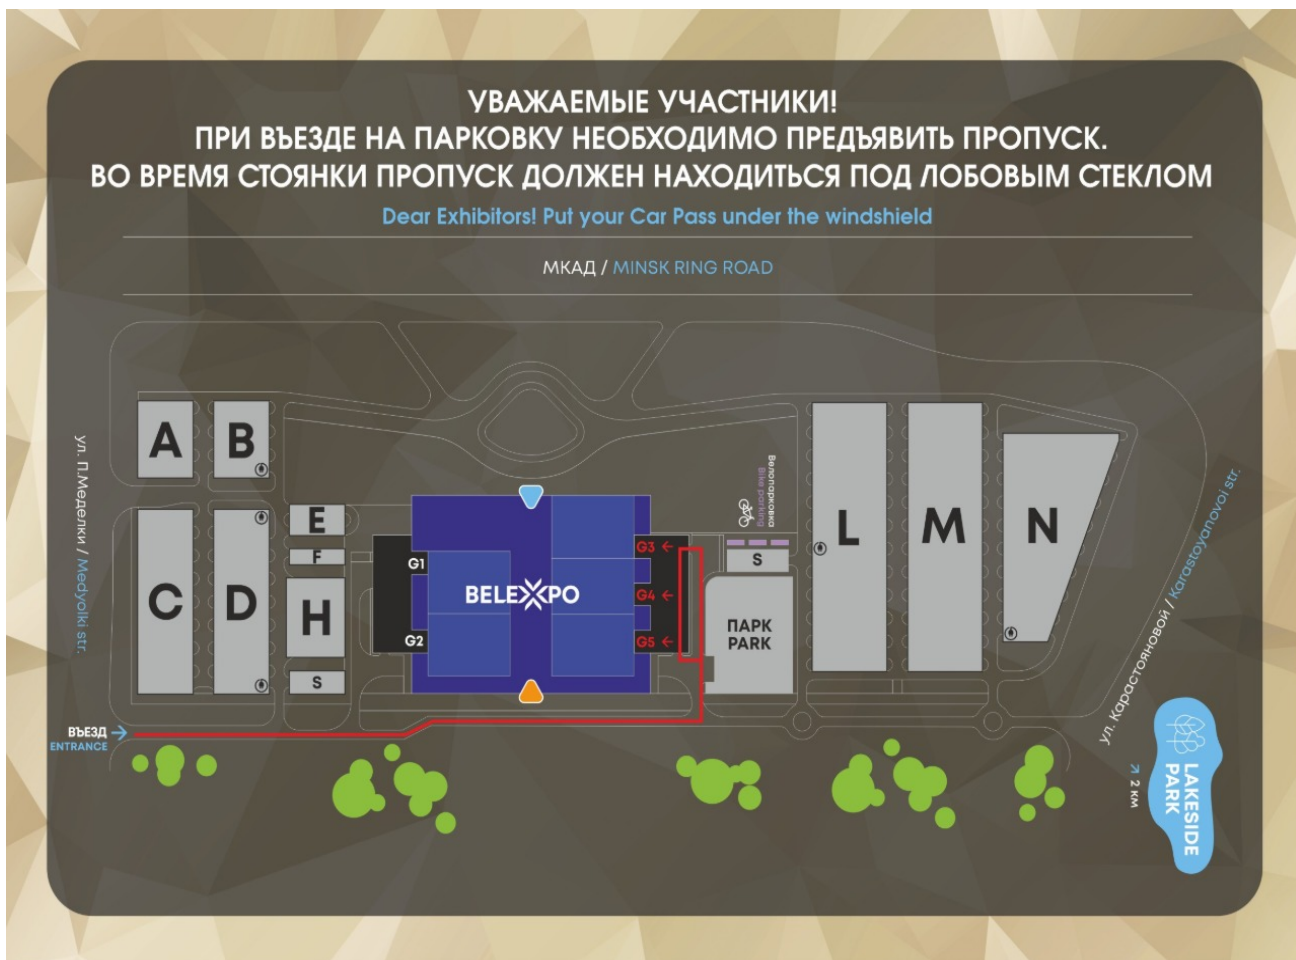 УВАЖАЕМЫЕ УЧАСТНИКИ!
ПРИ ВЪЕЗДЕ НА ПАРКОВКУ НЕОБХОДИМО ПРЕДЪЯВИТЬ ПРОПУСК.
ВО ВРЕМЯ СТОЯНКИ ПРОПУСК ДОЛЖЕН НАХОДИТЬСЯ ПОД ЛОБОВЫМ СТЕКЛОМ
Dear Exhibitors! Put your Car Pass under the windshield
МКАД / MINSK RING ROAD
ул. П.Меделки / Medyolki str.
A
B
C
D
E
F
H
S
G1
G2
BELEXPO
G3 ←
G4 ←
G5 ←
Велопарковка
Bike parking
S
ПАРК
PARK
L
M
N
ул. Карастояновой / Karastoyanovoi str.
ВЪЕЗД →
ENTRANCE
LAKESIDE
PARK
↗ 2 км